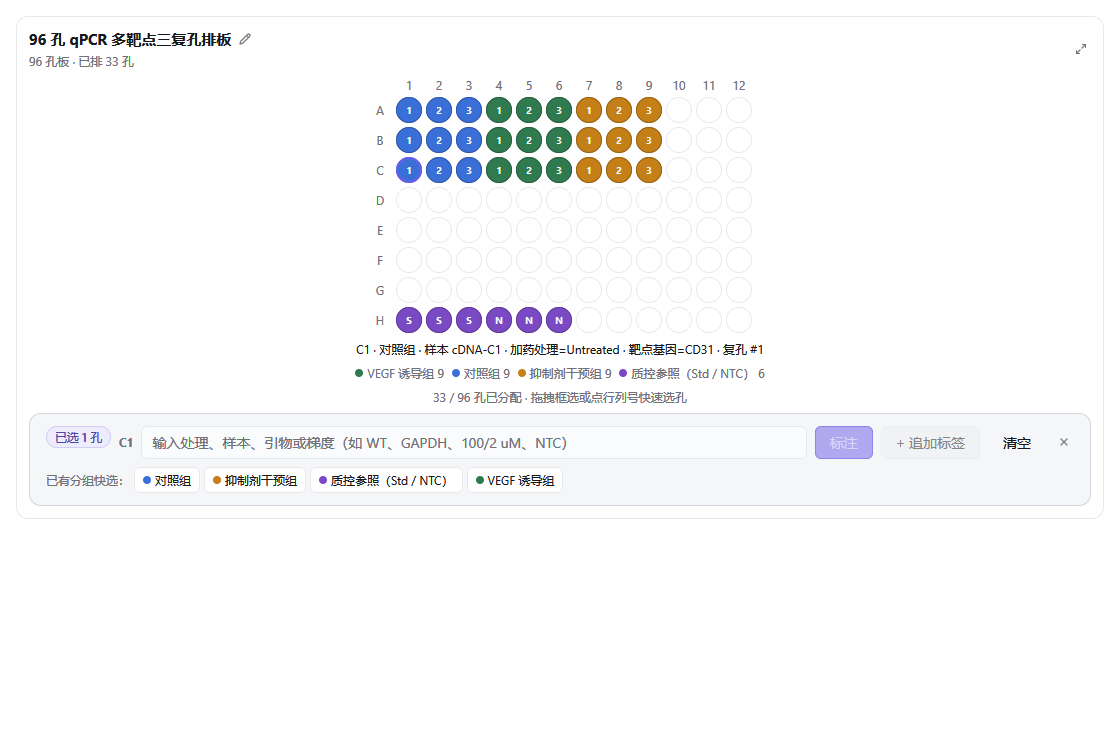 96 孔 qPCR 多靶点三复孔排板
96 孔板 · 已排 33 孔
1 2 3 4 5 6 7 8 9 10 11 12
A 1 2 3 1 2 3 1 2 3
B 1 2 3 1 2 3 1 2 3
C 1 2 3 1 2 3 1 2 3
D
E
F
G
H S S S N N N
C1 · 对照组 · 样本 cDNA-C1 · 加药处理=Untreated · 靶点基因=CD31 · 复孔 #1
VEGF 诱导组 9 对照组 9 抑制剂干预组 9 质控参照（Std / NTC） 6
33 / 96 孔已分配 · 拖拽框选或点行列号快速选孔
已选 1 孔 C1 输入处理、样本、引物或梯度（如 WT、GAPDH、100/2 uM、NTC） 标注 + 追加标签 清空 ×
已有分组快选： 对照组 抑制剂干预组 质控参照（Std / NTC） VEGF 诱导组